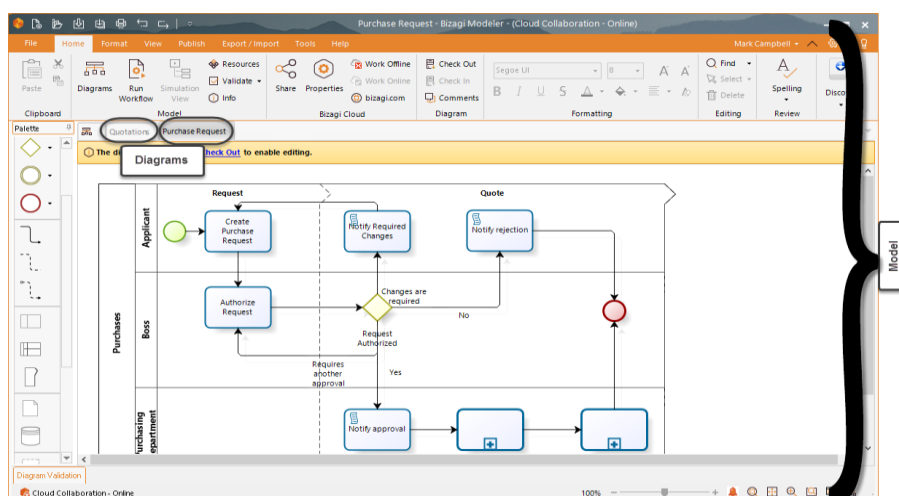 Purchase Request - Bizagi Modeler - (Cloud Collaboration - Online)
File Home Format View Publish Export / Import Tools Help Mark Campbell
Paste
Clipboard
Diagrams
Run Workflow
Simulation View
Resources
Validate
Info
Model
Share
Properties
Work Offline
Work Online
bizagi.com
Bizagi Cloud
Check Out
Check In
Comments
Diagram
Segoe UI 8 A A
B I U S A
Formatting
Find
Select
Delete
Editing
Spelling
Review
Disco
Palette
Quotations
Purchase Request
The di
heck Out to enable editing.
Diagrams
Request
Quote
Purchases
Applicant
Create
Purchase
Request
Notify Required
Changes
Notify rejection
Boss
Authorize
Request
Changes are
required
No
Request
Authorized
Requires
another
approval
Yes
urchasing
epartment
Notify approval
Model
Diagram Validation
Cloud Collaboration - Online
100%